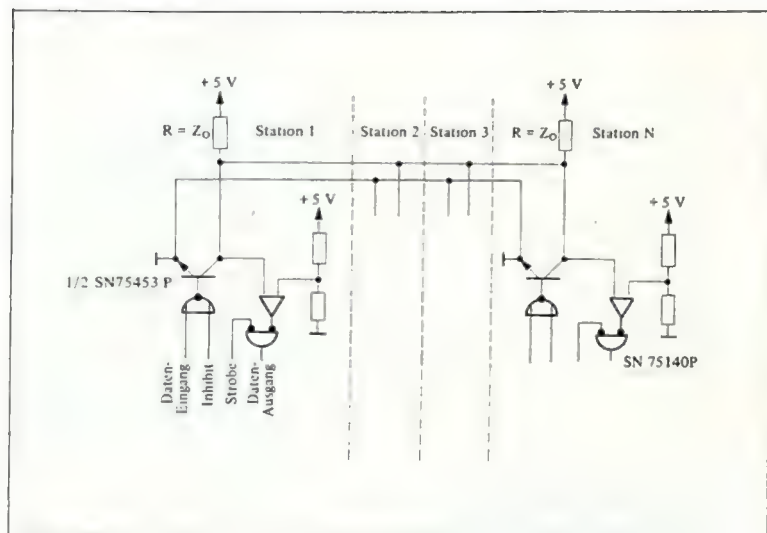 + 5 V
+ 5 V
R = Z₀
Station 1
Station 2
Station 3
R = Z₀
Station N
+ 5 V
+ 5 V
1/2 SN75453 P
SN 75140P
Daten-
Eingang
Inhibit
Strobe
Daten-
Ausgang